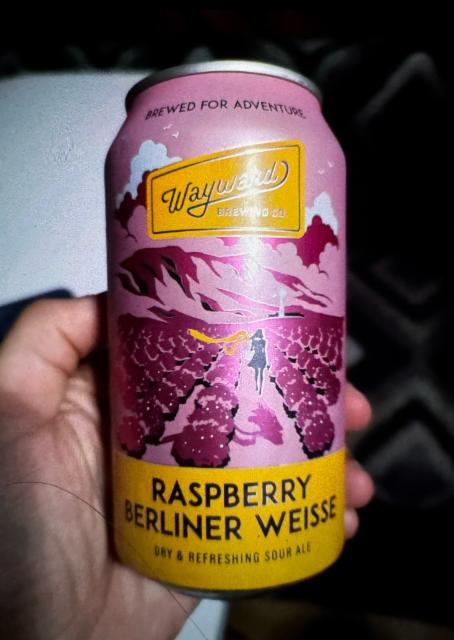 BREWED FOR ADVENTURE
Wayward
BREWING CO.
RASPBERRY
BERLINER WEISSE
DRY & REFRESHING SOUR ALE